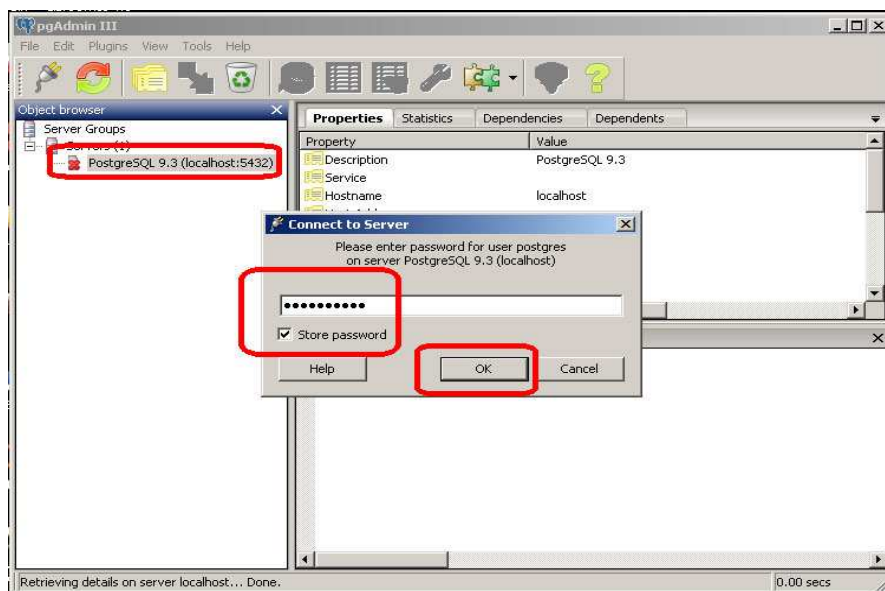 pgAdmin III
File Edit Plugins View Tools Help
Object browser
Server Groups
Servers (1)
PostgreSQL 9.3 (localhost:5432)
Properties Statistics Dependencies Dependents
Property Value
Description PostgreSQL 9.3
Service
Hostname localhost
Connect to Server
Please enter password for user postgres
on server PostgreSQL 9.3 (localhost)
Store password
Help OK Cancel
Retrieving details on server localhost... Done. 0.00 secs